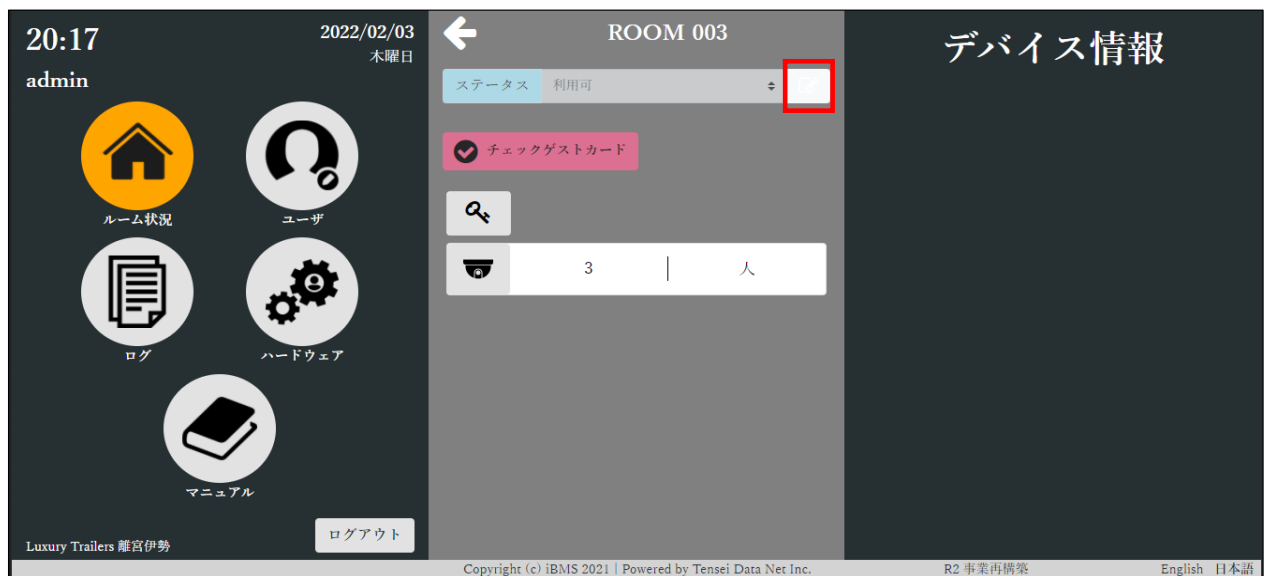 20:17
2022/02/03
木曜日
admin
ルーム状況
ユーザ
ログ
ハードウェア
マニュアル
Luxury Trailers 離宮伊勢
ログアウト
ROOM 003
ステータス 利用可
チェックゲストカード
3 人
デバイス情報
Copyright (c) iBMS 2021 | Powered by Tensei Data Net Inc.
R2 事業再構築
English 日本語